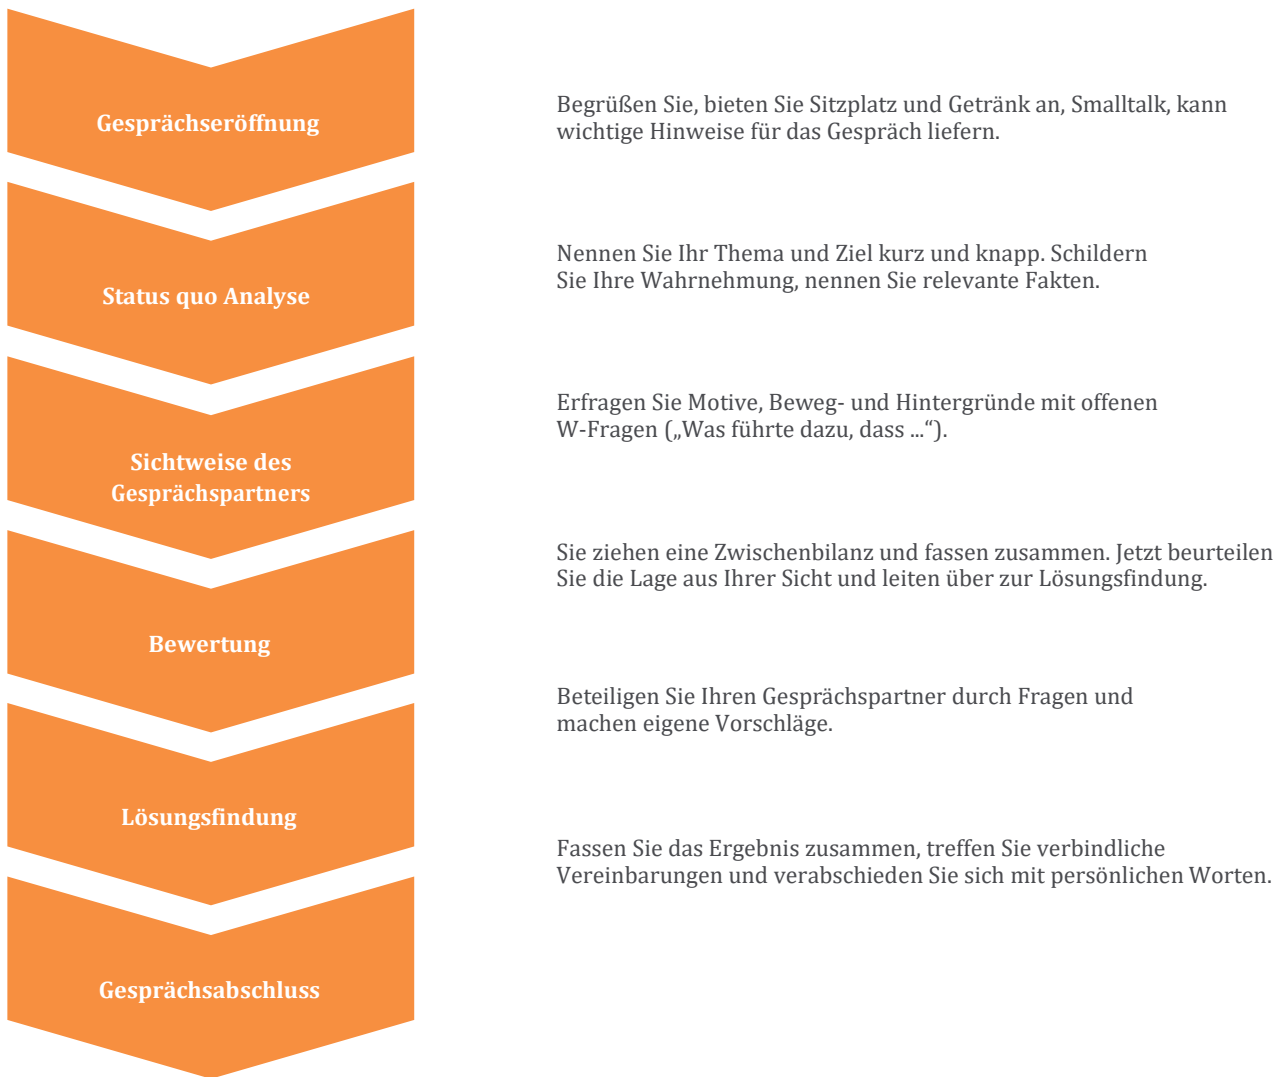 Gesprächseröffnung
Begrüßen Sie, bieten Sie Sitzplatz und Getränk an, Smalltalk, kann
wichtige Hinweise für das Gespräch liefern.
Status quo Analyse
Nennen Sie Ihr Thema und Ziel kurz und knapp. Schildern
Sie Ihre Wahrnehmung, nennen Sie relevante Fakten.
Sichtweise des
Gesprächspartners
Erfragen Sie Motive, Beweg- und Hintergründe mit offenen
W-Fragen („Was führte dazu, dass ...“).
Bewertung
Sie ziehen eine Zwischenbilanz und fassen zusammen. Jetzt beurteilen
Sie die Lage aus Ihrer Sicht und leiten über zur Lösungsfindung.
Lösungsfindung
Beteiligen Sie Ihren Gesprächspartner durch Fragen und
machen eigene Vorschläge.
Gesprächsabschluss
Fassen Sie das Ergebnis zusammen, treffen Sie verbindliche
Vereinbarungen und verabschieden Sie sich mit persönlichen Worten.